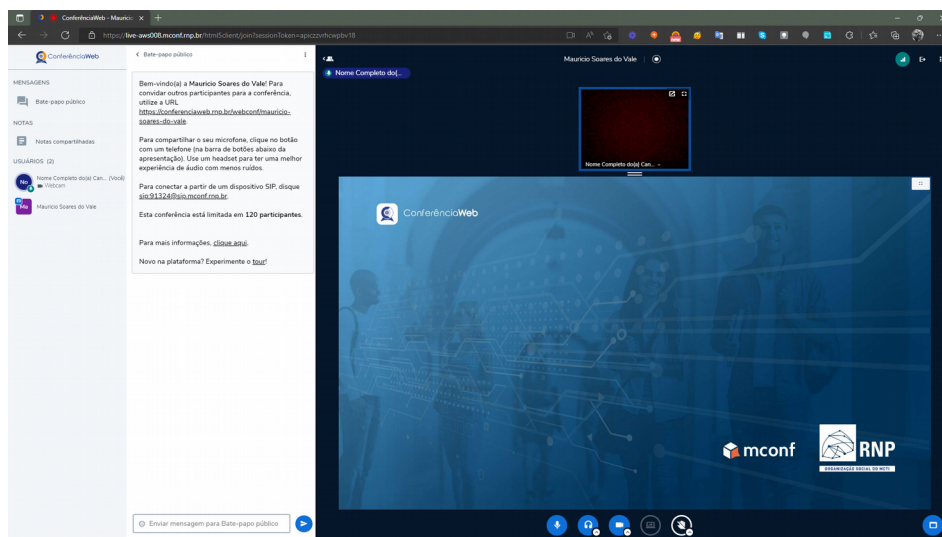 ConferênciaWeb - Mauricio
https://live-aws008.mconf.rnp.br/html5client/join?sessionToken=apiczzvrhowpbv18
ConferênciaWeb
MENSAGENS
Bate-papo público
NOTAS
Notas compartilhadas
USUÁRIOS (2)
No
Nome Completo do(a) Can... (Você)
Webcam
Ma
Mauricio Soares do Vale
Bate-papo público
Bem-vindo(a) a Mauricio Soares do Vale! Para
convidar outros participantes para a conferência,
utilize a URL
https://conferenciaweb.rnp.br/webconf/mauricio-
soares-do-vale.
Para compartilhar o seu microfone, clique no botão
com um telefone (na barra de botões abaixo da
apresentação). Use um headset para ter uma melhor
experiência de áudio com menos ruídos.
Para conectar a partir de um dispositivo SIP, disque
sip:91324@sip.mconf.rnp.br.
Esta conferência está limitada em 120 participantes.
Para mais informações, clique aqui.
Novo na plataforma? Experimente o tour!
Enviar mensagem para Bate-papo público
Mauricio Soares do Vale
Nome Completo do(...
Nome Completo do(a) Can...
ConferênciaWeb
mconf
RNP
ORGANIZAÇÃO SOCIAL DO MCTI